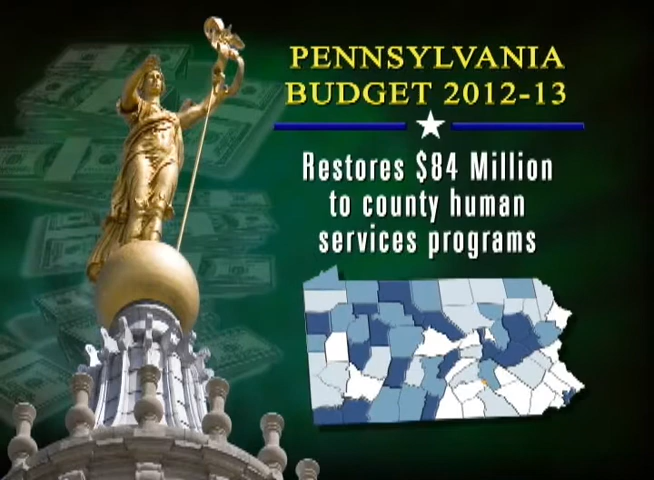 PENNSYLVANIA
BUDGET 2012-13
Restores $84 Million
to county human
services programs